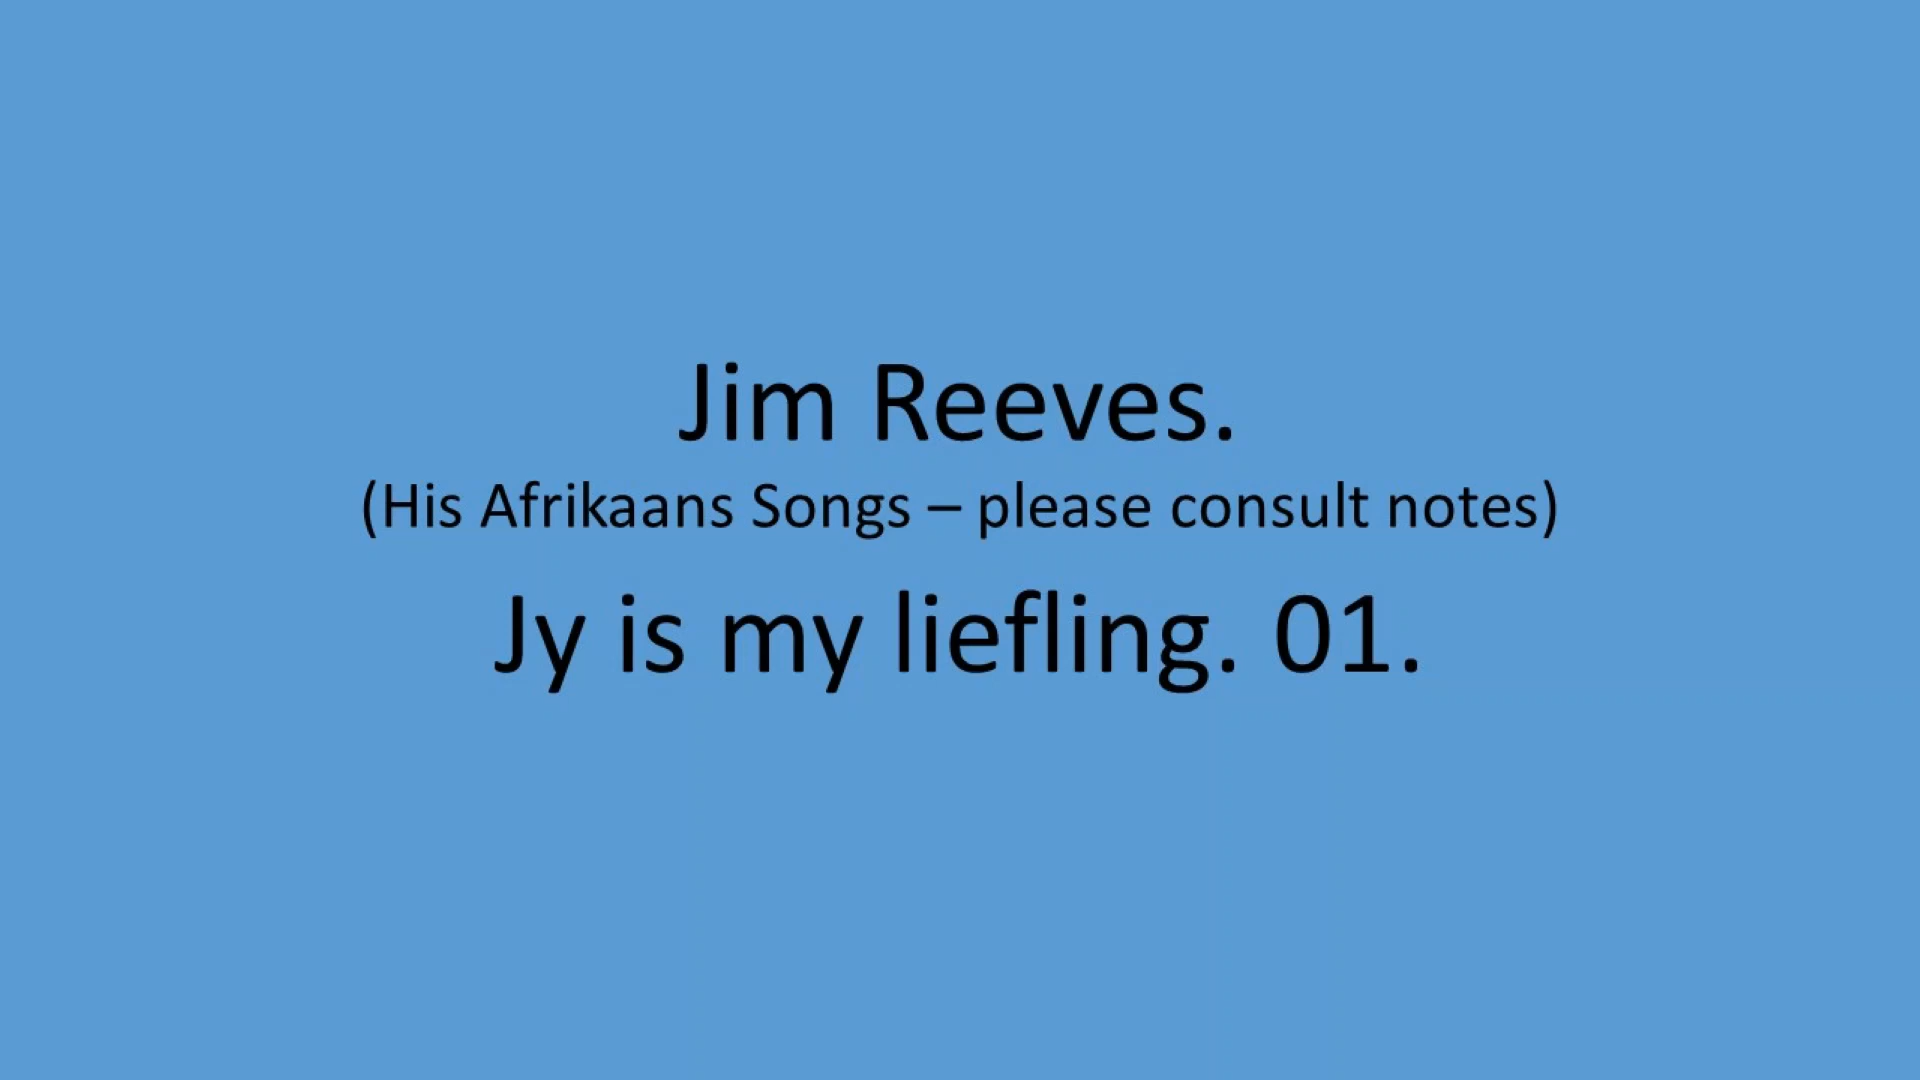 Jim Reeves.
(His Afrikaans Songs – please consult notes)
Jy is my liefling. 01.